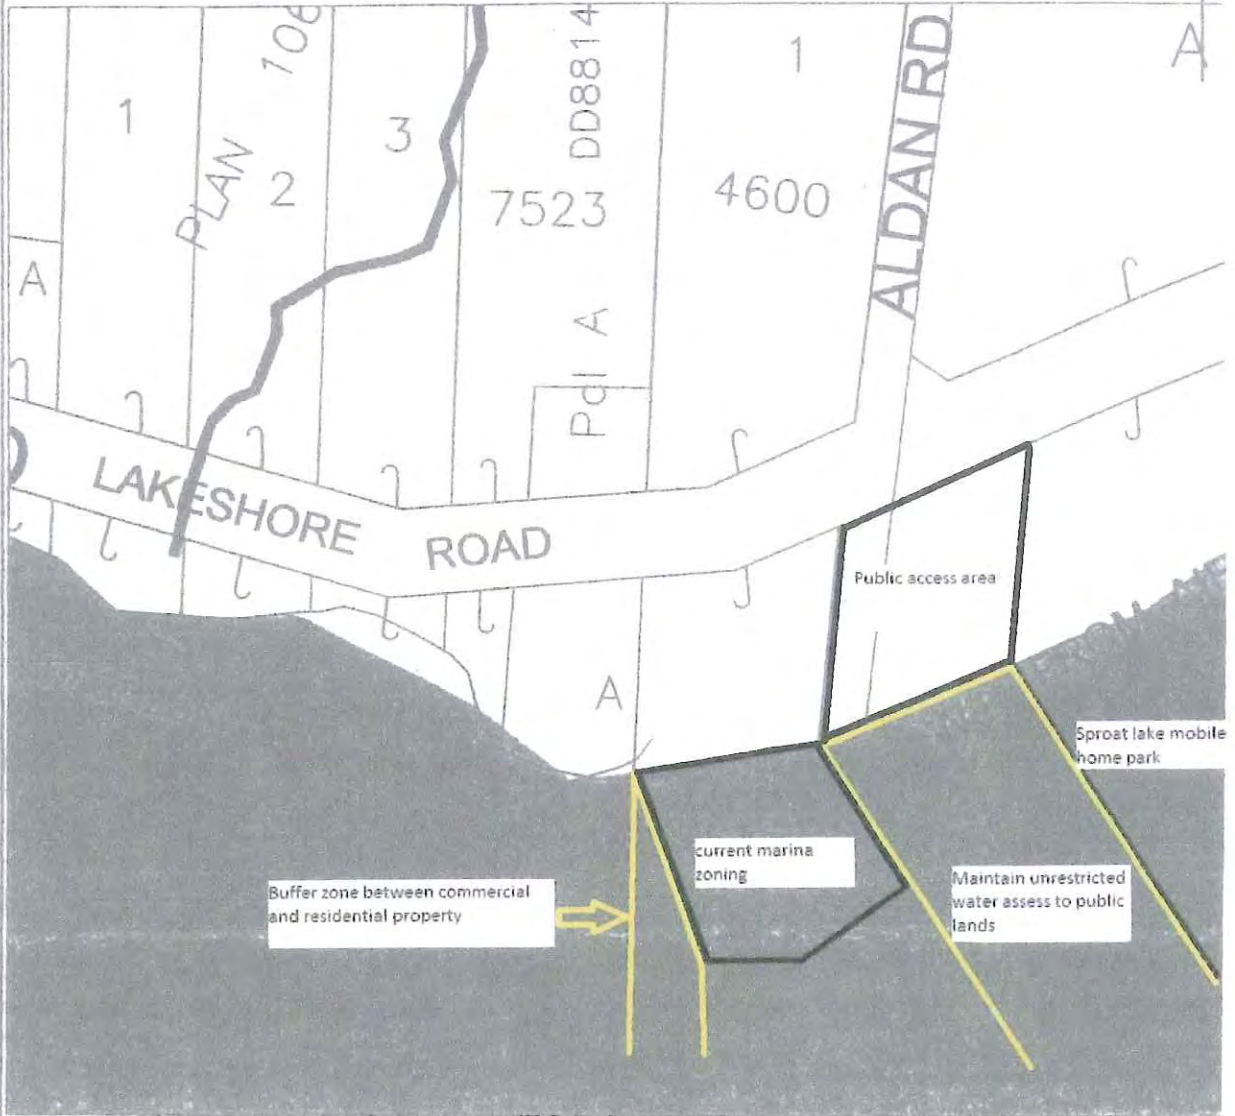 1
PLAN
106
2
3
7523
DD8814
Pcl A
1
4600
ALDAN RD
A
A
LAKESHORE ROAD
A
Public access area
Sproat lake mobile
home park
current marina
zoning
Maintain unrestricted
water assess to public
lands
Buffer zone between commercial
and residential property